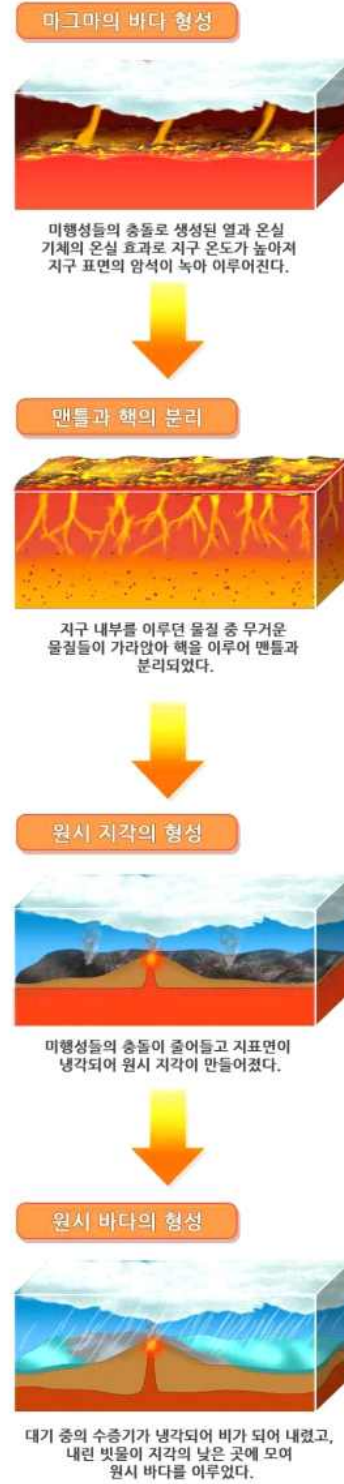 마그마의 바다 형성
미행성들의 충돌로 생성된 열과 온실
기체의 온실 효과로 지구 온도가 높아져
지구 표면의 암석이 녹아 이루어진다.
맨틀과 핵의 분리
지구 내부를 이루던 물질 중 무거운
물질들이 가라앉아 핵을 이루어 맨틀과
분리되었다.
원시 지각의 형성
미행성들의 충돌이 줄어들고 지표면이
냉각되어 원시 지각이 만들어졌다.
원시 바다의 형성
대기 중의 수증기가 냉각되어 비가 되어 내렸고,
내린 빗물이 지각의 낮은 곳에 모여
원시 바다를 이루었다.